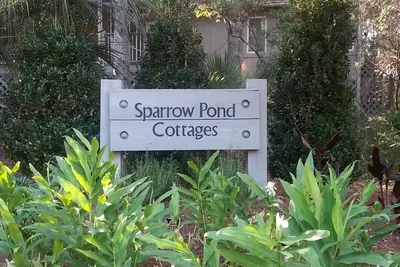 Sparrow Pond
Cottages